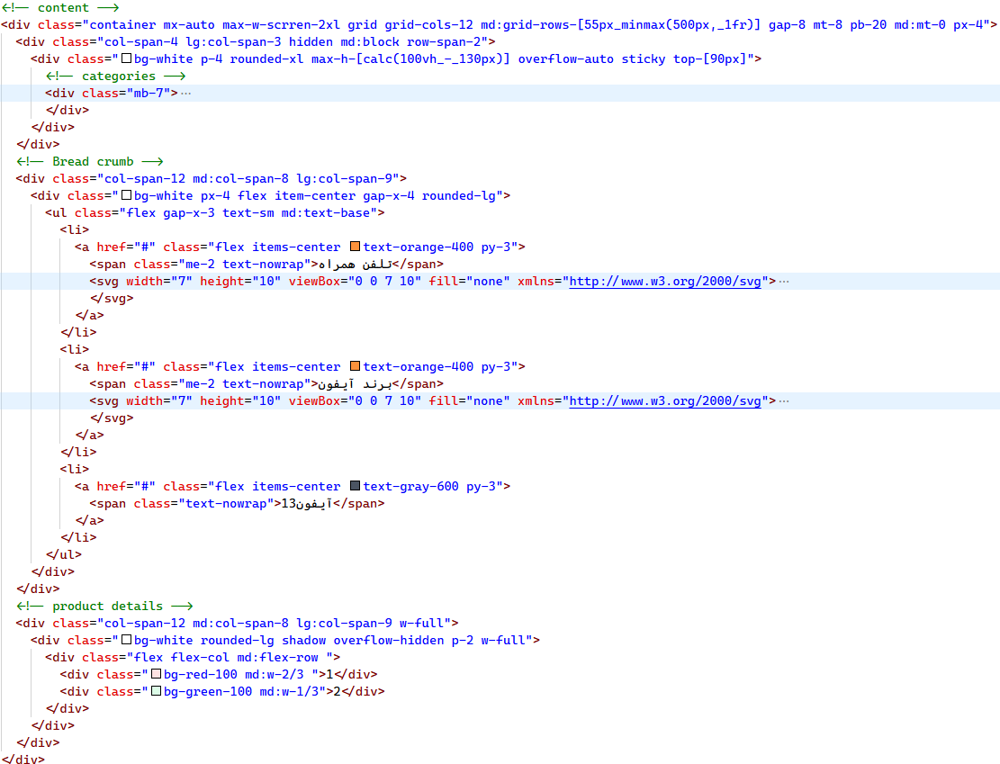 <!-- content -->
<div class="container mx-auto max-w-scrren-2xl grid grid-cols-12 md:grid-rows-[55px_minmax(500px,_1fr)] gap-8 mt-8 pb-20 md:mt-0 px-4">
<div class="col-span-4 lg:col-span-3 hidden md:block row-span-2">
<div class="bg-white p-4 rounded-xl max-h-[calc(100vh_-_130px)] overflow-auto sticky top-[90px]">
<!-- categories -->
<div class="mb-7">···
</div>
</div>
</div>
<!-- Bread crumb -->
<div class="col-span-12 md:col-span-8 lg:col-span-9">
<div class="bg-white px-4 flex item-center gap-x-4 rounded-lg">
<ul class="flex gap-x-3 text-sm md:text-base">
<li>
<a href="#" class="flex items-center text-orange-400 py-3">
<span class="me-2 text-nowrap">تلفن همراه</span>
<svg width="7" height="10" viewBox="0 0 7 10" fill="none" xmlns="http://www.w3.org/2000/svg">···
</svg>
</a>
</li>
<li>
<a href="#" class="flex items-center text-orange-400 py-3">
<span class="me-2 text-nowrap">برند آیفون</span>
<svg width="7" height="10" viewBox="0 0 7 10" fill="none" xmlns="http://www.w3.org/2000/svg">···
</svg>
</a>
</li>
<li>
<a href="#" class="flex items-center text-gray-600 py-3">
<span class="text-nowrap">آیفون13</span>
</a>
</li>
</ul>
</div>
</div>
<!-- product details -->
<div class="col-span-12 md:col-span-8 lg:col-span-9 w-full">
<div class="bg-white rounded-lg shadow overflow-hidden p-2 w-full">
<div class="flex flex-col md:flex-row ">
<div class="bg-red-100 md:w-2/3 ">1</div>
<div class="bg-green-100 md:w-1/3">2</div>
</div>
</div>
</div>
</div>